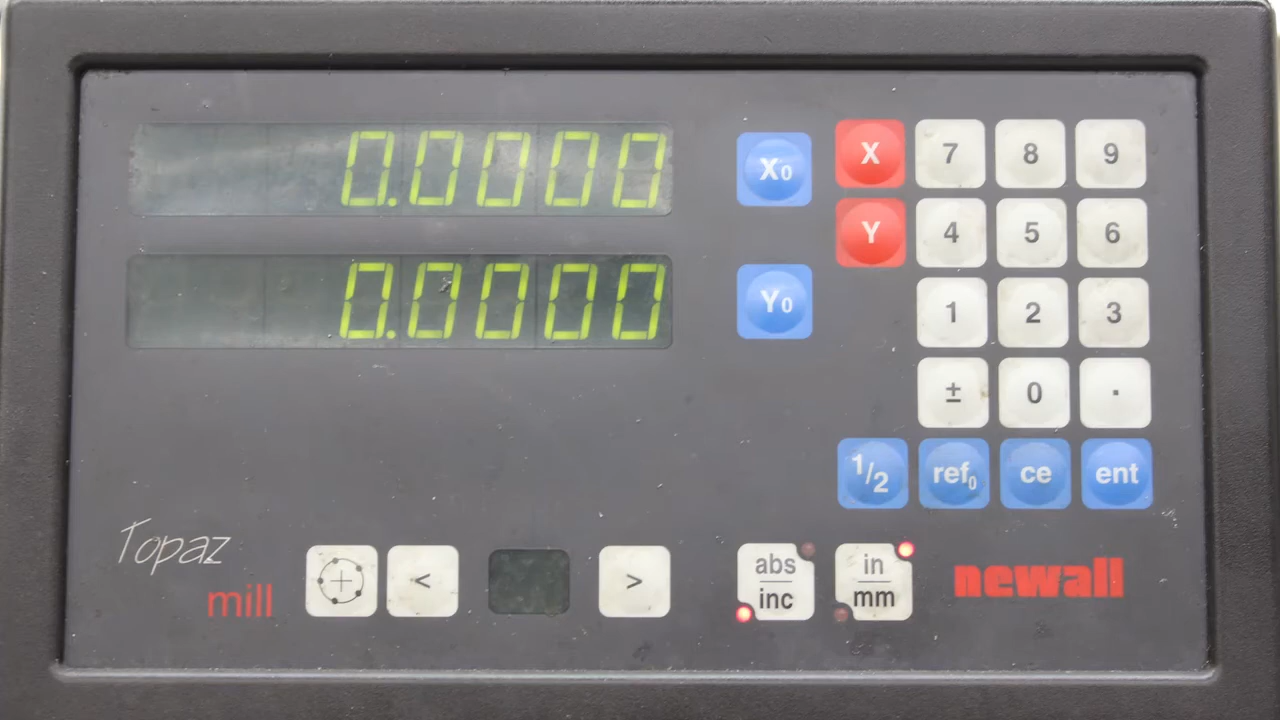 0.0000 X0 X 7 8 9
Y 4 5 6
0.0000 Y0 1 2 3
± 0 .
1/2 ref0 ce ent
Topaz
mill < > abs inc in mm newall